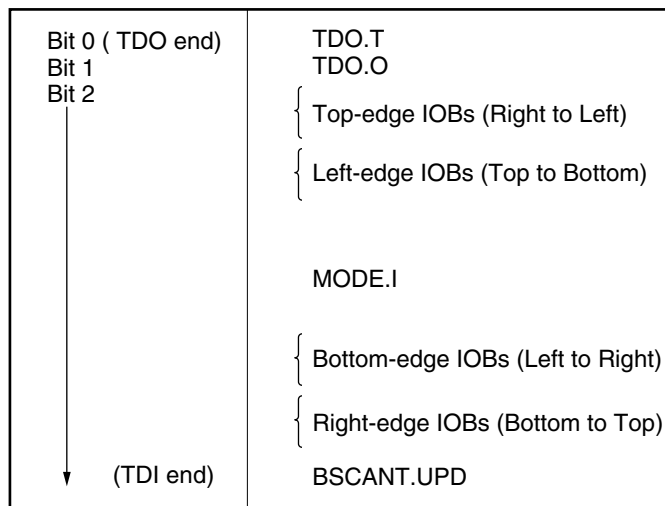 Bit 0 ( TDO end) TDO.T
Bit 1 TDO.O
Bit 2
Top-edge IOBs (Right to Left)
Left-edge IOBs (Top to Bottom)
MODE.I
Bottom-edge IOBs (Left to Right)
Right-edge IOBs (Bottom to Top)
(TDI end) BSCANT.UPD